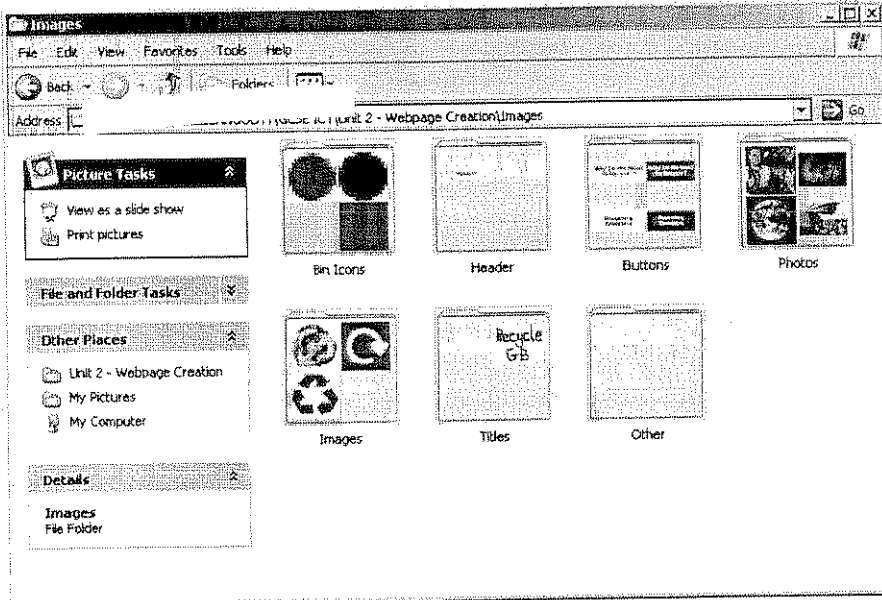 Images
File Edit View Favorites Tools Help
Back Folders
Address GCSE ICT\Unit 2 - Webpage Creation\Images Go
Picture Tasks
View as a slide show
Print pictures
File and Folder Tasks
Other Places
Unit 2 - Webpage Creation
My Pictures
My Computer
Details
Images
File Folder
Bin Icons Header Buttons Photos
Recycle
GB
Images Titles Other